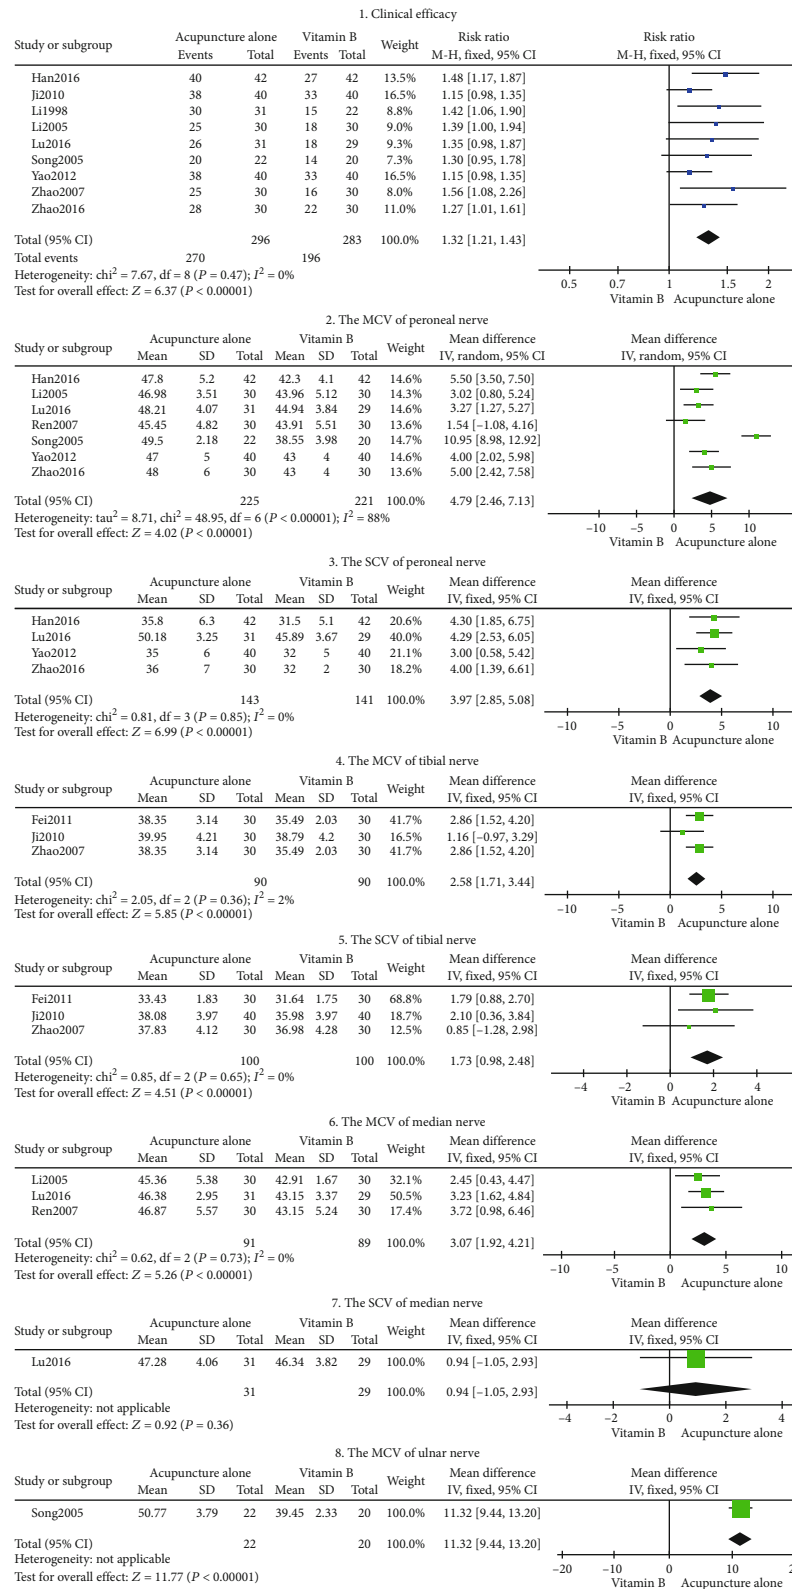 1. Clinical efficacy
Study or subgroup Acupuncture alone Vitamin B Weight Risk ratio Risk ratio
Events Total Events Total M-H, fixed, 95% CI M-H, fixed, 95% CI
Han2016 40 42 27 42 13.5% 1.48 [1.17, 1.87]
Ji2010 38 40 33 40 16.5% 1.15 [0.98, 1.35]
Li1998 30 31 15 22 8.8% 1.42 [1.06, 1.90]
Li2005 25 30 18 30 9.0% 1.39 [1.00, 1.94]
Lu2016 26 31 18 29 9.3% 1.35 [0.98, 1.87]
Song2005 20 22 14 20 7.3% 1.30 [0.95, 1.78]
Yao2012 38 40 33 40 16.5% 1.15 [0.98, 1.35]
Zhao2007 25 30 16 30 8.0% 1.56 [1.08, 2.26]
Zhao2016 28 30 22 30 11.0% 1.27 [1.01, 1.61]
Total (95% CI) 296 283 100.0% 1.32 [1.21, 1.43]
Total events 270 196
Heterogeneity: chi² = 7.67, df = 8 (P = 0.47); I² = 0%
Test for overall effect: Z = 6.37 (P < 0.00001)
0.5 0.7 1 1.5 2
Vitamin B Acupuncture alone
2. The MCV of peroneal nerve
Study or subgroup Acupuncture alone Vitamin B Weight Mean difference Mean difference
Mean SD Total Mean SD Total IV, random, 95% CI IV, random, 95% CI
Han2016 47.8 5.2 42 42.3 4.1 42 14.6% 5.50 [3.50, 7.50]
Li2005 46.98 3.51 30 43.96 5.12 30 14.3% 3.02 [0.80, 5.24]
Lu2016 48.21 4.07 31 44.94 3.84 29 14.6% 3.27 [1.27, 5.27]
Ren2007 45.45 4.82 30 43.91 5.51 30 13.6% 1.54 [−1.08, 4.16]
Song2005 49.5 2.18 22 38.55 3.98 20 14.7% 10.95 [8.98, 12.92]
Yao2012 47 5 40 43 4 40 14.6% 4.00 [2.02, 5.98]
Zhao2016 48 6 30 43 4 30 13.6% 5.00 [2.42, 7.58]
Total (95% CI) 225 221 100.0% 4.79 [2.46, 7.13]
Heterogeneity: tau² = 8.71, chi² = 48.95, df = 6 (P < 0.00001); I² = 88%
Test for overall effect: Z = 4.02 (P < 0.00001)
−10 −5 0 5 10
Vitamin B Acupuncture alone
3. The SCV of peroneal nerve
Study or subgroup Acupuncture alone Vitamin B Weight Mean difference Mean difference
Mean SD Total Mean SD Total IV, fixed, 95% CI IV, fixed, 95% CI
Han2016 35.8 6.3 42 31.5 5.1 42 20.6% 4.30 [1.85, 6.75]
Lu2016 50.18 3.25 31 45.89 3.67 29 40.0% 4.29 [2.53, 6.05]
Yao2012 35 6 40 32 5 40 21.1% 3.00 [0.58, 5.42]
Zhao2016 36 7 30 32 2 30 18.2% 4.00 [1.39, 6.61]
Total (95% CI) 143 141 100.0% 3.97 [2.85, 5.08]
Heterogeneity: chi² = 0.81, df = 3 (P = 0.85); I² = 0%
Test for overall effect: Z = 6.99 (P < 0.00001)
−10 −5 0 5 10
Vitamin B Acupuncture alone
4. The MCV of tibial nerve
Study or subgroup Acupuncture alone Vitamin B Weight Mean difference Mean difference
Mean SD Total Mean SD Total IV, fixed, 95% CI IV, fixed, 95% CI
Fei2011 38.35 3.14 30 35.49 2.03 30 41.7% 2.86 [1.52, 4.20]
Ji2010 39.95 4.21 30 38.79 4.2 30 16.5% 1.16 [−0.97, 3.29]
Zhao2007 38.35 3.14 30 35.49 2.03 30 41.7% 2.86 [1.52, 4.20]
Total (95% CI) 90 90 100.0% 2.58 [1.71, 3.44]
Heterogeneity: chi² = 2.05, df = 2 (P = 0.36); I² = 2%
Test for overall effect: Z = 5.85 (P < 0.00001)
−10 −5 0 5 10
Vitamin B Acupuncture alone
5. The SCV of tibial nerve
Study or subgroup Acupuncture alone Vitamin B Weight Mean difference Mean difference
Mean SD Total Mean SD Total IV, fixed, 95% CI IV, fixed, 95% CI
Fei2011 33.43 1.83 30 31.64 1.75 30 68.8% 1.79 [0.88, 2.70]
Ji2010 38.08 3.97 40 35.98 3.97 40 18.7% 2.10 [0.36, 3.84]
Zhao2007 37.83 4.12 30 36.98 4.28 30 12.5% 0.85 [−1.28, 2.98]
Total (95% CI) 100 100 100.0% 1.73 [0.98, 2.48]
Heterogeneity: chi² = 0.85, df = 2 (P = 0.65); I² = 0%
Test for overall effect: Z = 4.51 (P < 0.00001)
−4 −2 0 2 4
Vitamin B Acupuncture alone
6. The MCV of median nerve
Study or subgroup Acupuncture alone Vitamin B Weight Mean difference Mean difference
Mean SD Total Mean SD Total IV, fixed, 95% CI IV, fixed, 95% CI
Li2005 45.36 5.38 30 42.91 1.67 30 32.1% 2.45 [0.43, 4.47]
Lu2016 46.38 2.95 31 43.15 3.37 29 50.5% 3.23 [1.62, 4.84]
Ren2007 46.87 5.57 30 43.15 5.24 30 17.4% 3.72 [0.98, 6.46]
Total (95% CI) 91 89 100.0% 3.07 [1.92, 4.21]
Heterogeneity: chi² = 0.62, df = 2 (P = 0.73); I² = 0%
Test for overall effect: Z = 5.26 (P < 0.00001)
−10 −5 0 5 10
Vitamin B Acupuncture alone
7. The SCV of median nerve
Study or subgroup Acupuncture alone Vitamin B Weight Mean difference Mean difference
Mean SD Total Mean SD Total IV, fixed, 95% CI IV, fixed, 95% CI
Lu2016 47.28 4.06 31 46.34 3.82 29 100.0% 0.94 [−1.05, 2.93]
Total (95% CI) 31 29 100.0% 0.94 [−1.05, 2.93]
Heterogeneity: not applicable
Test for overall effect: Z = 0.92 (P = 0.36)
−4 −2 0 2 4
Vitamin B Acupuncture alone
8. The MCV of ulnar nerve
Study or subgroup Acupuncture alone Vitamin B Weight Mean difference Mean difference
Mean SD Total Mean SD Total IV, fixed, 95% CI IV, fixed, 95% CI
Song2005 50.77 3.79 22 39.45 2.33 20 100.0% 11.32 [9.44, 13.20]
Total (95% CI) 22 20 100.0% 11.32 [9.44, 13.20]
Heterogeneity: not applicable
Test for overall effect: Z = 11.77 (P < 0.00001)
−20 −10 0 10
Vitamin B Acupuncture alone